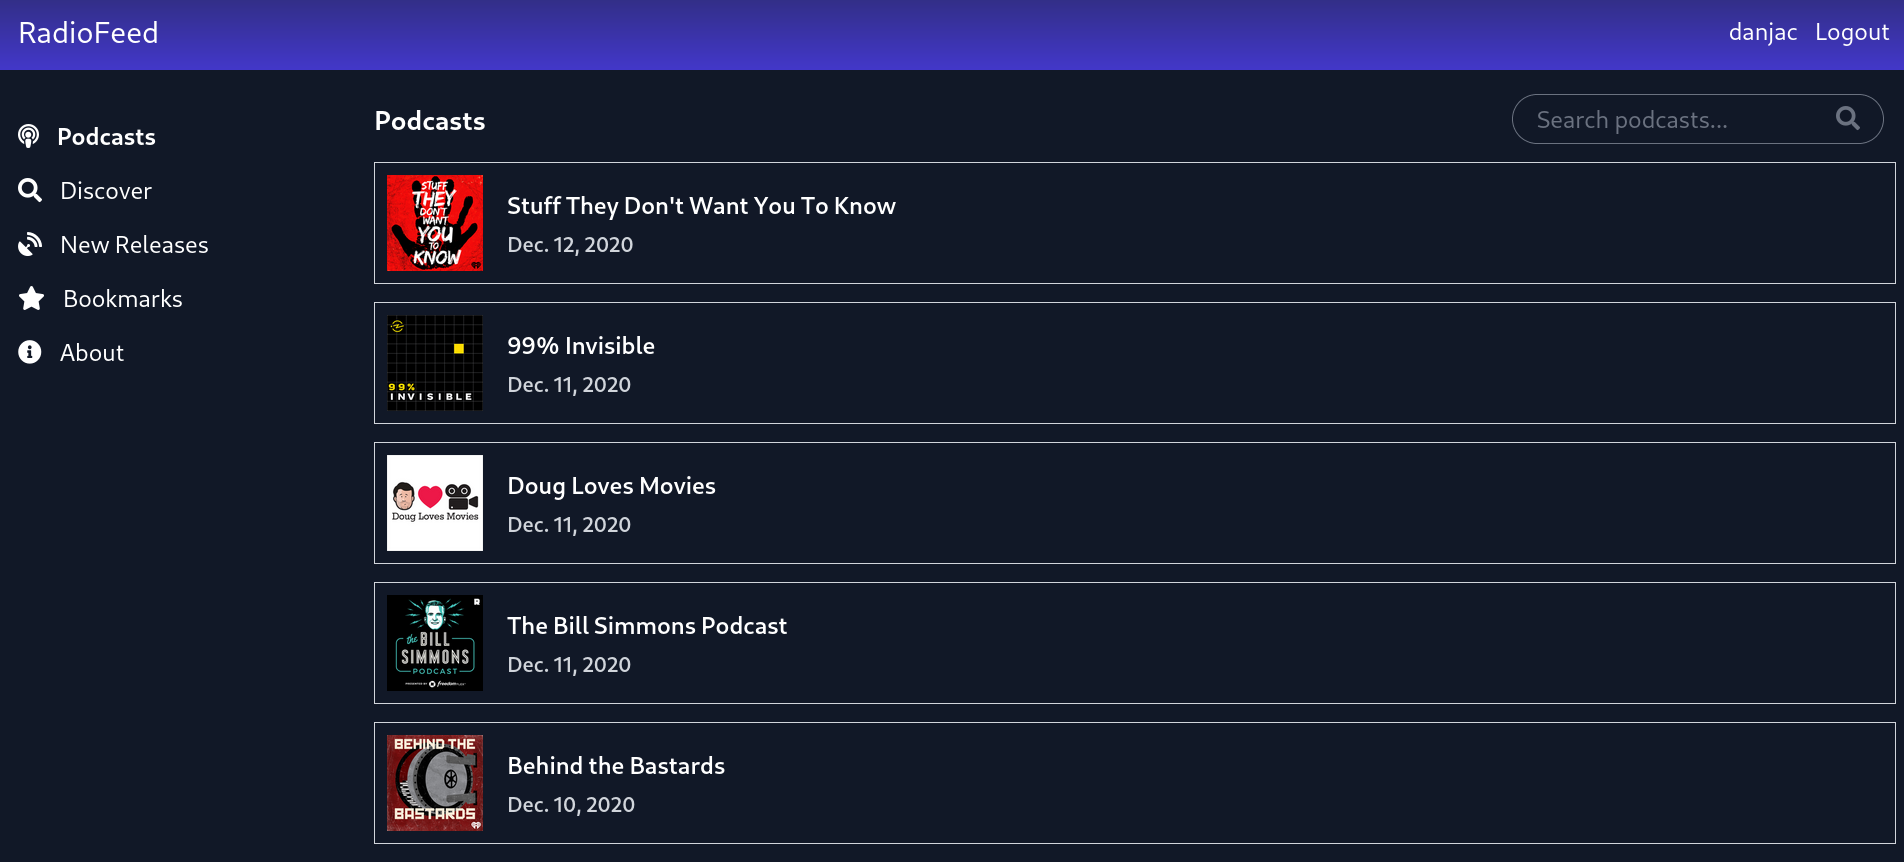 RadioFeed
danjac Logout
Podcasts
Discover
New Releases
Bookmarks
About
Podcasts
Search podcasts...
STUFF
THEY
DON'T
WANT
YOU
TO
KNOW
Stuff They Don't Want You To Know
Dec. 12, 2020
99%
INVISIBLE
99% Invisible
Dec. 11, 2020
Doug Loves Movies
Doug Loves Movies
Dec. 11, 2020
the BILL
SIMMONS
PODCAST
The Bill Simmons Podcast
Dec. 11, 2020
BEHIND THE
BASTARDS
Behind the Bastards
Dec. 10, 2020